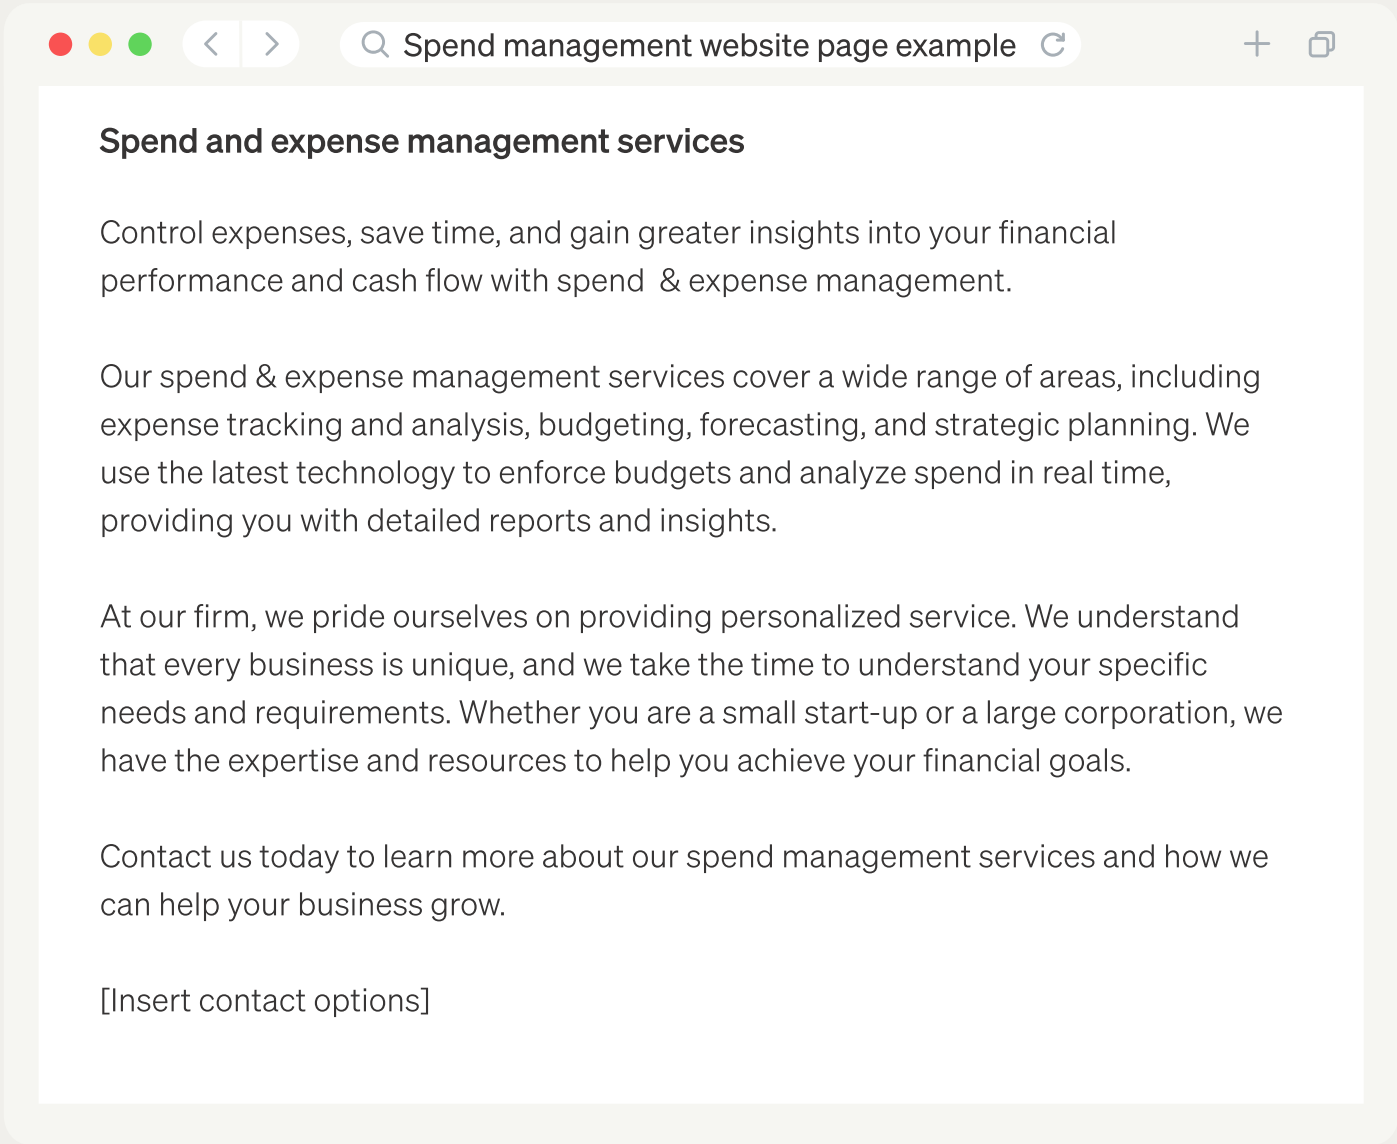 Spend management website page example
Spend and expense management services
Control expenses, save time, and gain greater insights into your financial
performance and cash flow with spend  & expense management.
Our spend & expense management services cover a wide range of areas, including
expense tracking and analysis, budgeting, forecasting, and strategic planning. We
use the latest technology to enforce budgets and analyze spend in real time,
providing you with detailed reports and insights.
At our firm, we pride ourselves on providing personalized service. We understand
that every business is unique, and we take the time to understand your specific
needs and requirements. Whether you are a small start-up or a large corporation, we
have the expertise and resources to help you achieve your financial goals.
Contact us today to learn more about our spend management services and how we
can help your business grow.
[Insert contact options]